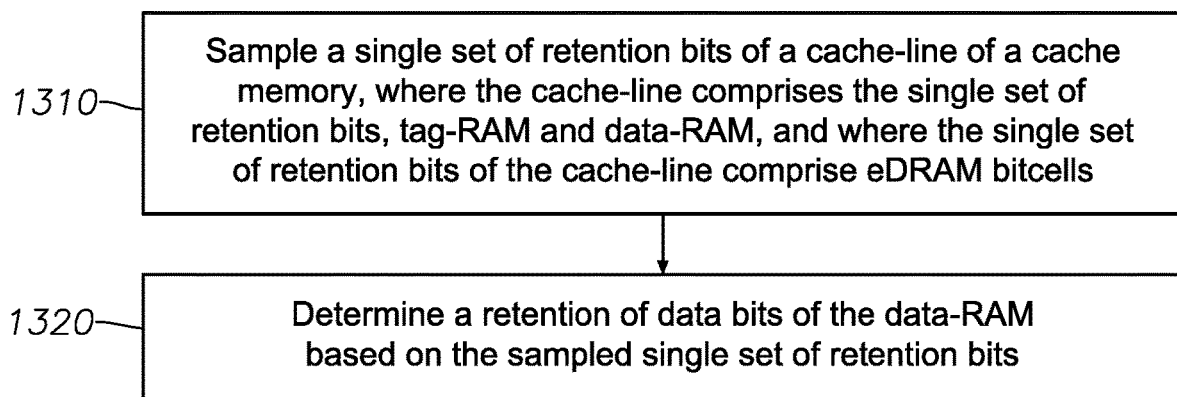 1310
Sample a single set of retention bits of a cache-line of a cache
memory, where the cache-line comprises the single set of
retention bits, tag-RAM and data-RAM, and where the single set
of retention bits of the cache-line comprise eDRAM bitcells
1320
Determine a retention of data bits of the data-RAM
based on the sampled single set of retention bits